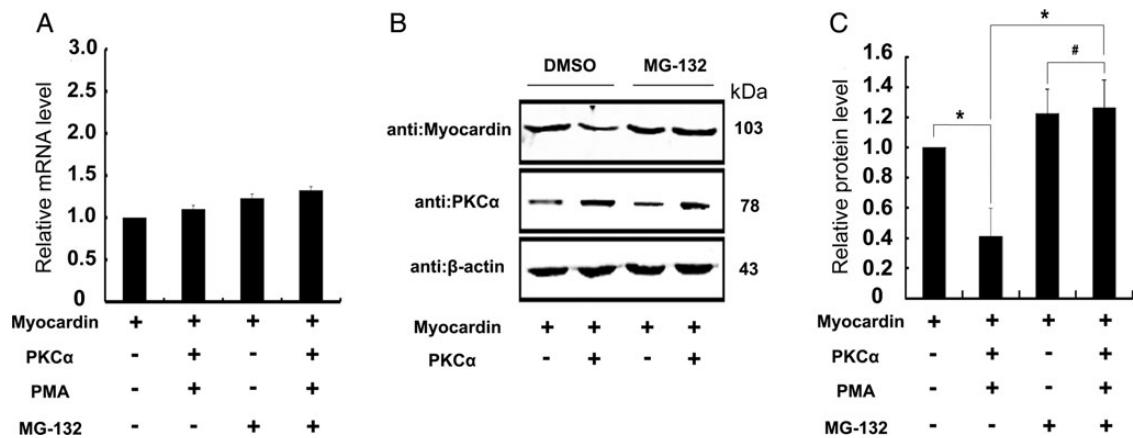 A
Relative mRNA level
3.0
2.5
2.0
1.5
1.0
0.5
0
Myocardin + + + +
PKCα - + - +
PMA - + - +
MG-132 - - + +
B
DMSO MG-132
kDa
anti:Myocardin 103
anti:PKCα 78
anti:β-actin 43
Myocardin + + + +
PKCα - + - +
C
Relative protein level
1.6
1.4
1.2
1.0
0.8
0.6
0.4
0.2
0
*
#
*
Myocardin + + + +
PKCα - + - +
PMA - + - +
MG-132 - - + +